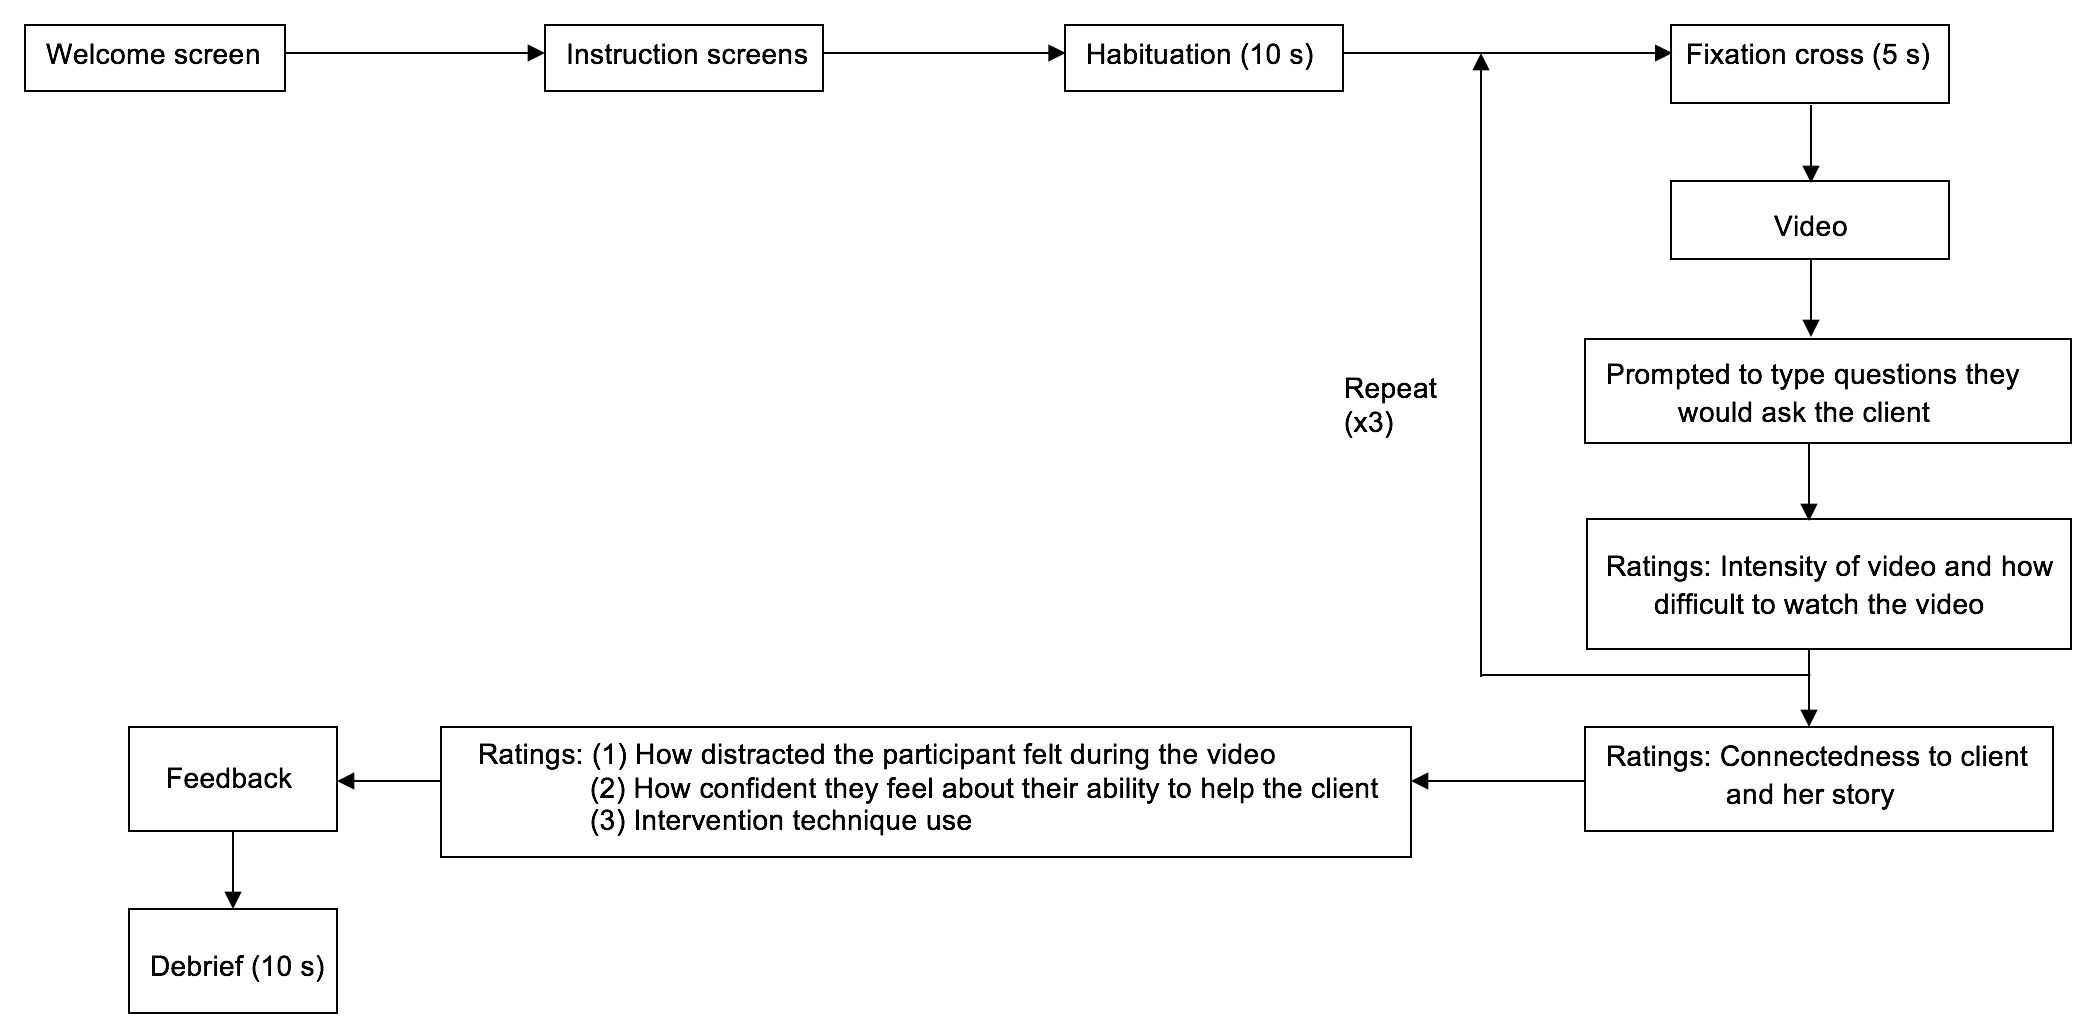 Welcome screen
Instruction screens
Habituation (10 s)
Fixation cross (5 s)
Video
Prompted to type questions they
would ask the client
Repeat
(x3)
Ratings: Intensity of video and how
difficult to watch the video
Ratings: Connectedness to client
and her story
Ratings: (1) How distracted the participant felt during the video
(2) How confident they feel about their ability to help the client
(3) Intervention technique use
Feedback
Debrief (10 s)